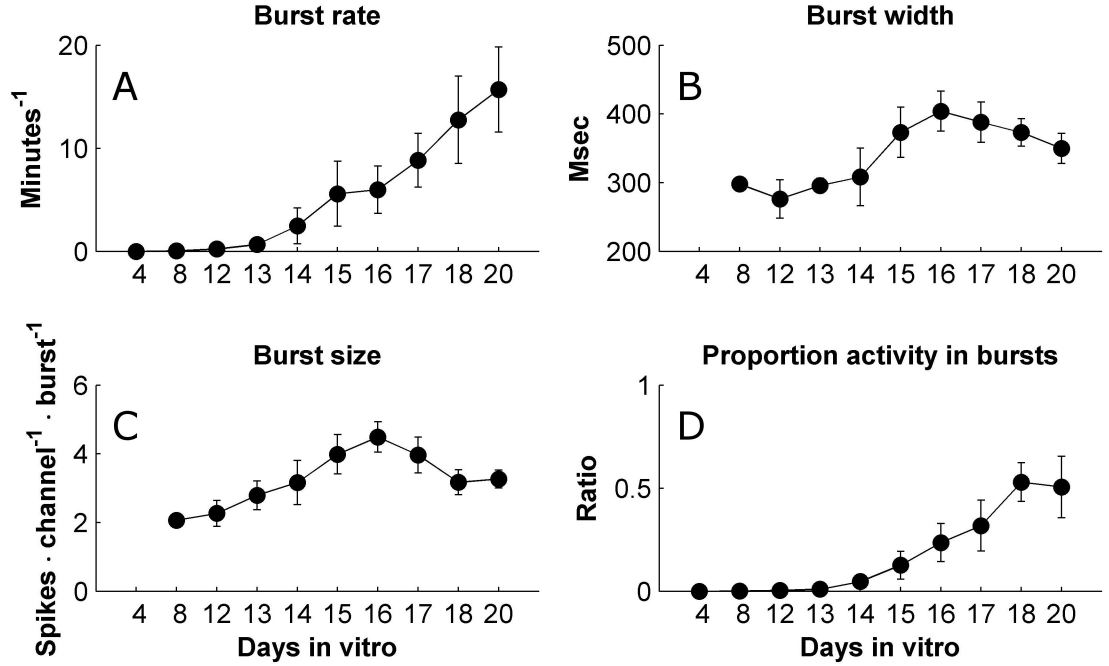 Burst rate
A
Minutes⁻¹
20
10
0
4 8 12 13 14 15 16 17 18 20
Burst width
B
Msec
500
400
300
200
4 8 12 13 14 15 16 17 18 20
Burst size
C
Spikes · channel⁻¹ · burst⁻¹
6
4
2
0
4 8 12 13 14 15 16 17 18 20
Days in vitro
Proportion activity in bursts
D
Ratio
1
0.5
0
4 8 12 13 14 15 16 17 18 20
Days in vitro